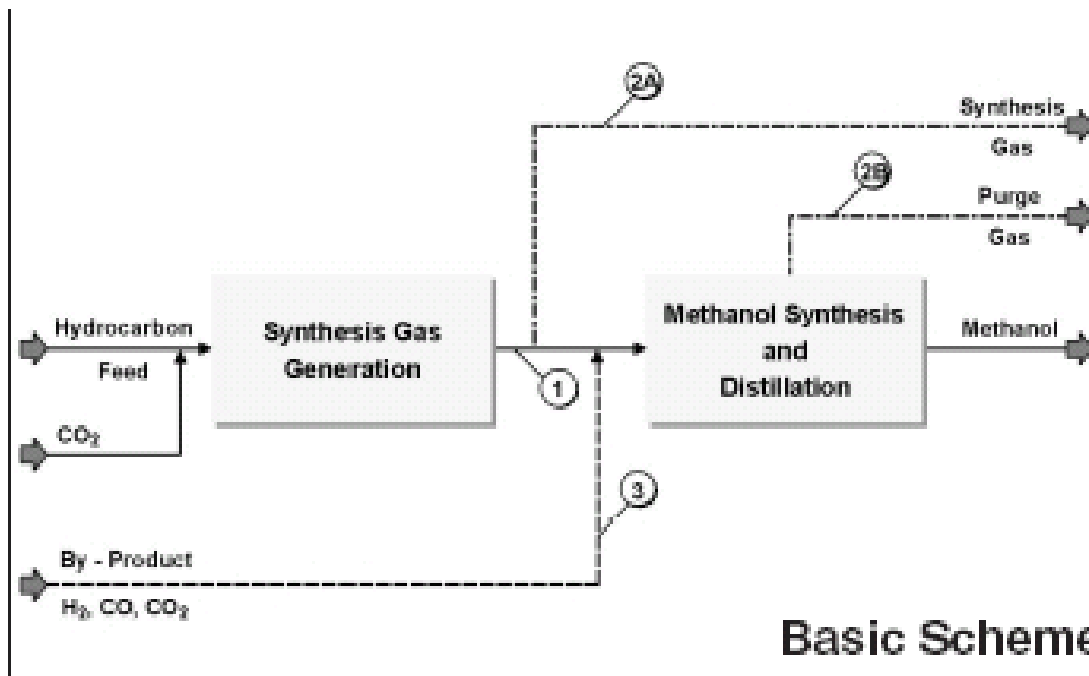 2A
Synthesis
Gas
2B
Purge
Gas
Hydrocarbon
Feed
Synthesis Gas
Generation
Methanol Synthesis
and
Distillation
Methanol
1
CO₂
3
By - Product
H₂, CO, CO₂
Basic Scheme